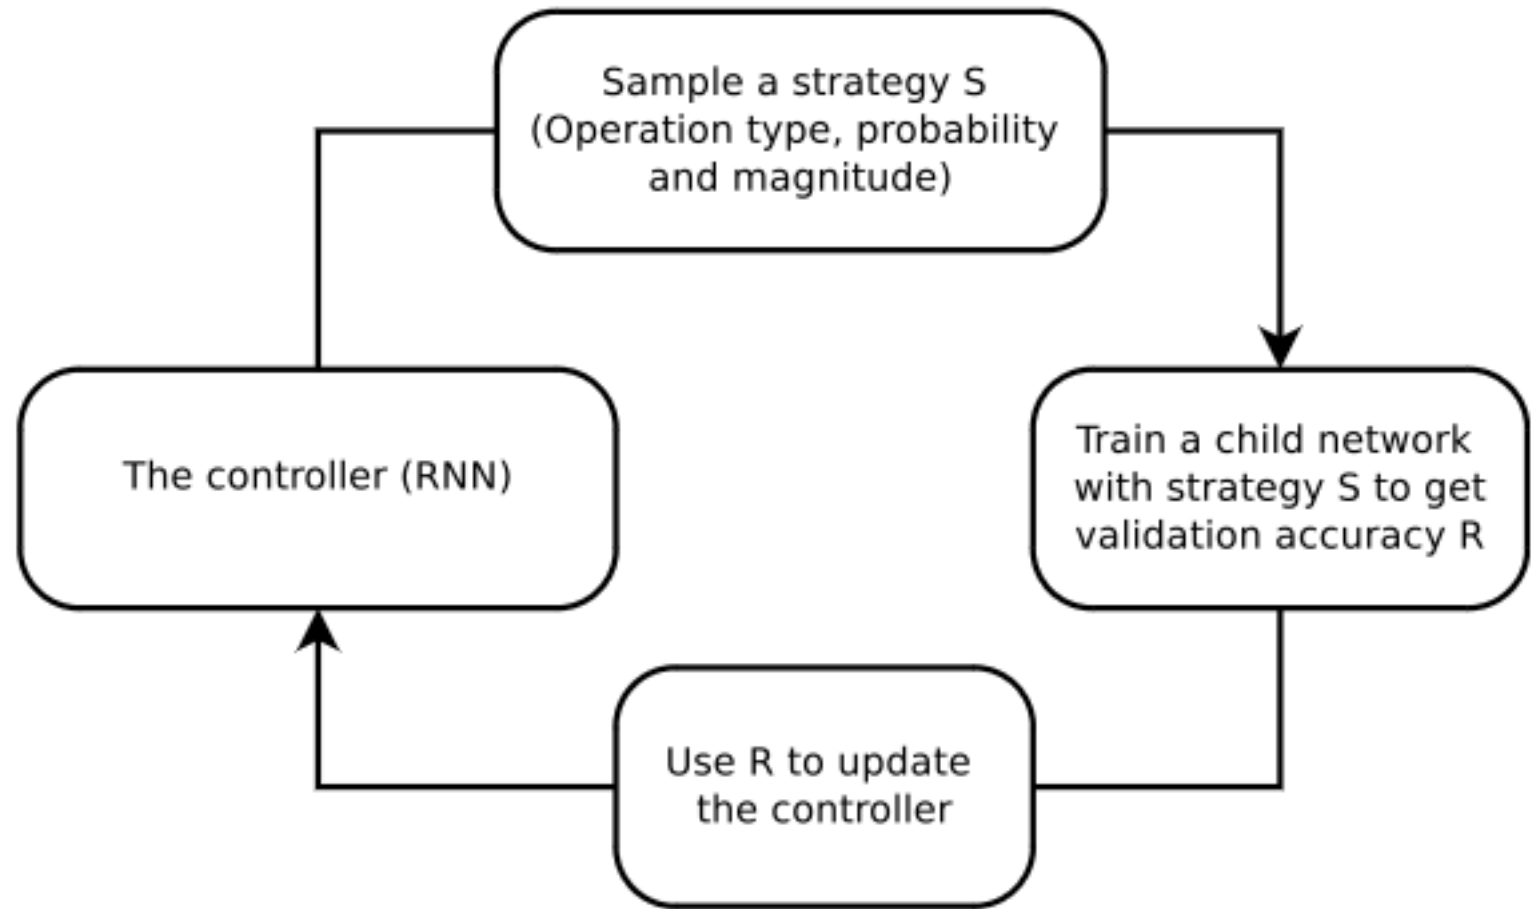 Sample a strategy S
(Operation type, probability
and magnitude)
The controller (RNN)
Train a child network
with strategy S to get
validation accuracy R
Use R to update
the controller